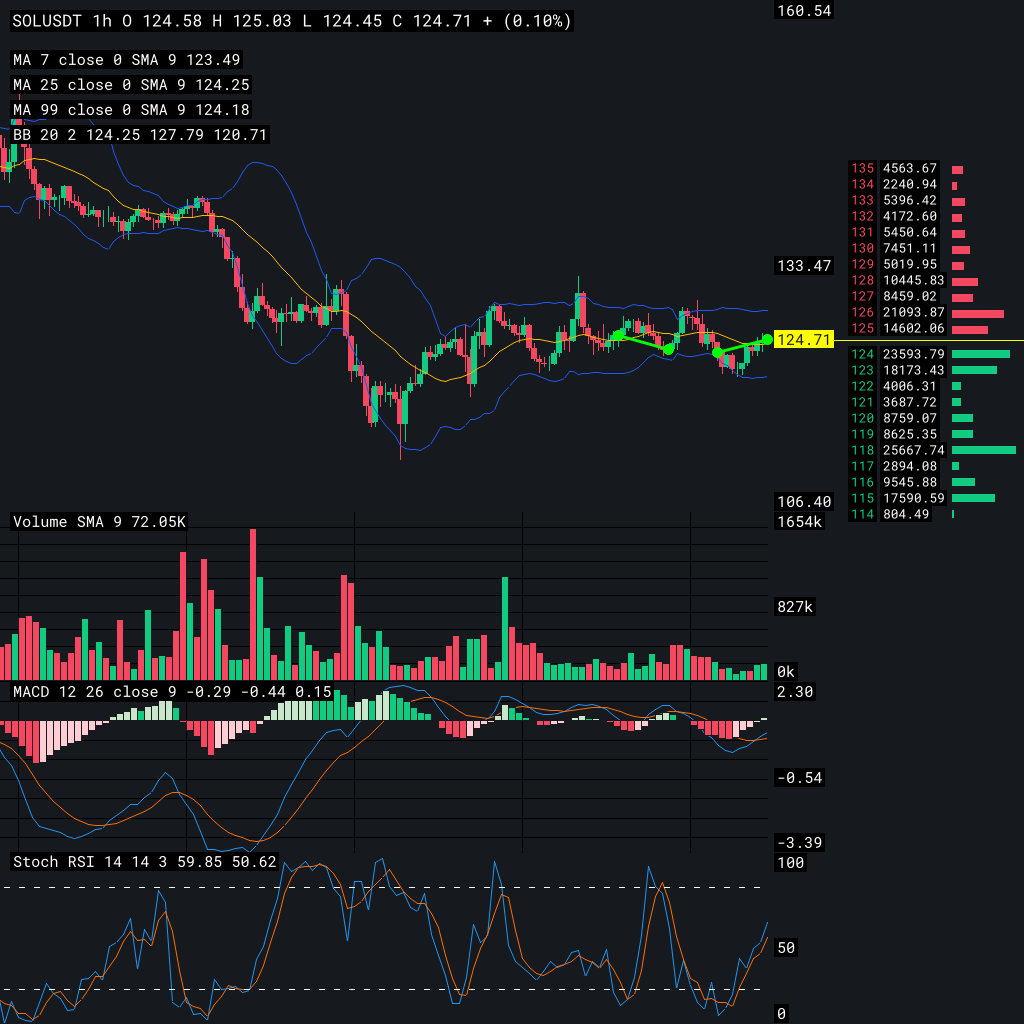 SOLUSDT 1h O 124.58 H 125.03 L 124.45 C 124.71 + (0.10%)
160.54
MA 7 close 0 SMA 9 123.49
MA 25 close 0 SMA 9 124.25
MA 99 close 0 SMA 9 124.18
BB 20 2 124.25 127.79 120.71
135 4563.67
134 2240.94
133 5396.42
132 4172.60
131 5450.64
130 7451.11
133.47
129 5019.95
128 10445.83
127 8459.02
126 21093.87
125 14602.06
124.71
124 23593.79
123 18173.43
122 4006.31
121 3687.72
120 8759.07
119 8625.35
118 25667.74
117 2894.08
116 9545.88
115 17590.59
106.40
114 804.49
Volume SMA 9 72.05K
1654k
827k
0k
MACD 12 26 close 9 -0.29 -0.44 0.15
2.30
-0.54
-3.39
Stoch RSI 14 14 3 59.85 50.62
100
50
0